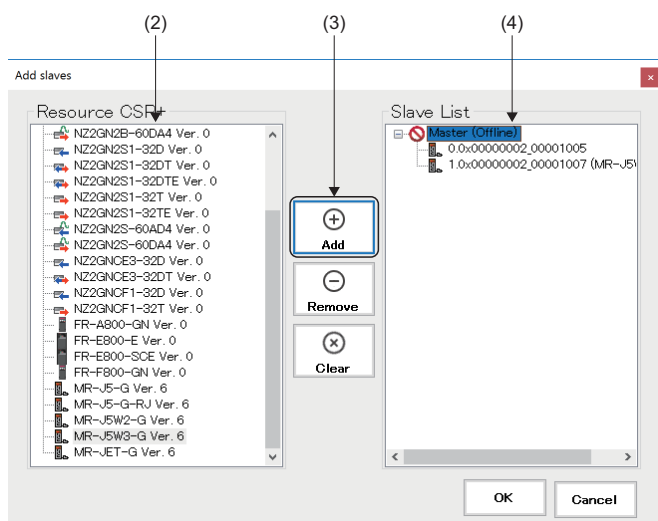 (2) (3) (4)
Add slaves
×
Resource CSP+
Slave List
NZ2GN2B-60DA4 Ver. 0
NZ2GN2S1-32D Ver. 0
NZ2GN2S1-32DT Ver. 0
NZ2GN2S1-32DTE Ver. 0
NZ2GN2S1-32T Ver. 0
NZ2GN2S1-32TE Ver. 0
NZ2GN2S-60AD4 Ver. 0
NZ2GN2S-60DA4 Ver. 0
NZ2GNCE3-32D Ver. 0
NZ2GNCE3-32DT Ver. 0
NZ2GNCF1-32D Ver. 0
NZ2GNCF1-32T Ver. 0
FR-A800-GN Ver. 0
FR-E800-E Ver. 0
FR-E800-SCE Ver. 0
FR-F800-GN Ver. 0
MR-J5-G Ver. 6
MR-J5-G-RJ Ver. 6
MR-J5W2-G Ver. 6
MR-J5W3-G Ver. 6
MR-JET-G Ver. 6
Add
Remove
Clear
Master (Offline)
0.0x00000002_00001005
1.0x00000002_00001007 (MR-J5
OK
Cancel